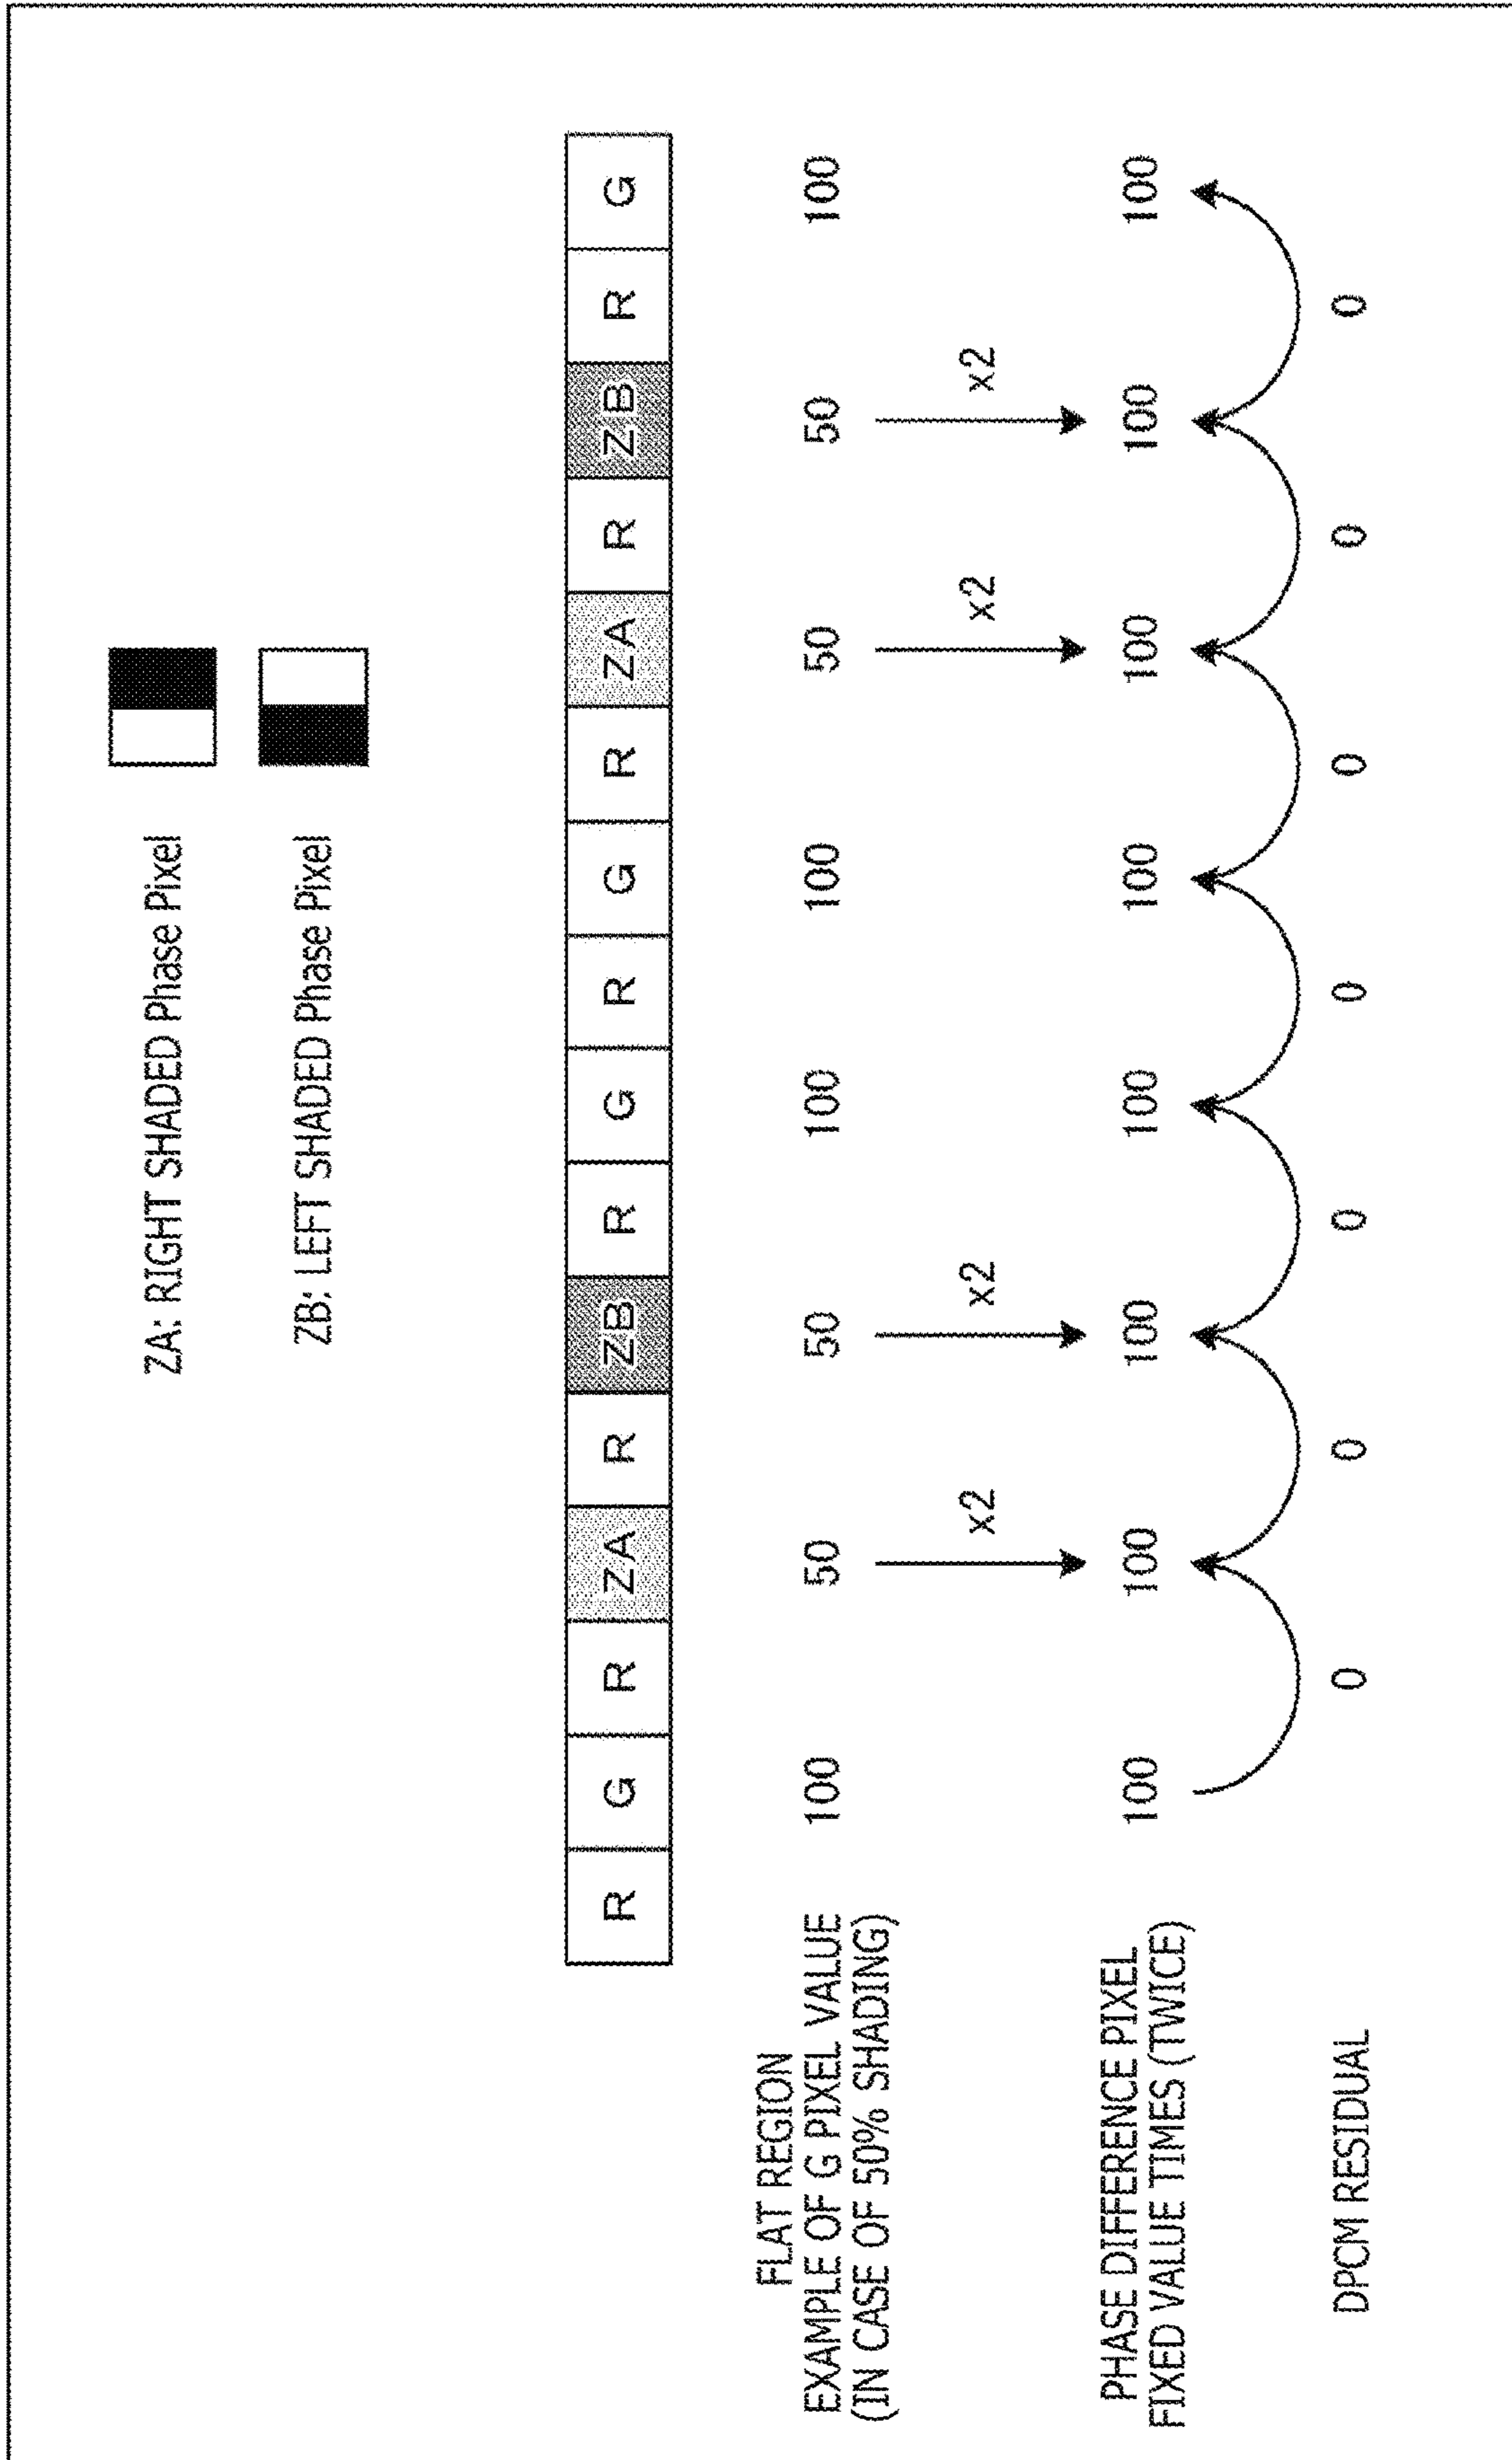 ZA: RIGHT SHADED Phase Pixel
ZB: LEFT SHADED Phase Pixel
R G R ZA R ZB R G R G R ZA R ZB R G
FLAT REGION
EXAMPLE OF G PIXEL VALUE
(IN CASE OF 50% SHADING)
100 50 50 100 100 50 50 100
x2 x2 x2 x2
PHASE DIFFERENCE PIXEL
FIXED VALUE TIMES (TWICE)
100 100 100 100 100 100 100 100
DPCM RESIDUAL
0 0 0 0 0 0 0